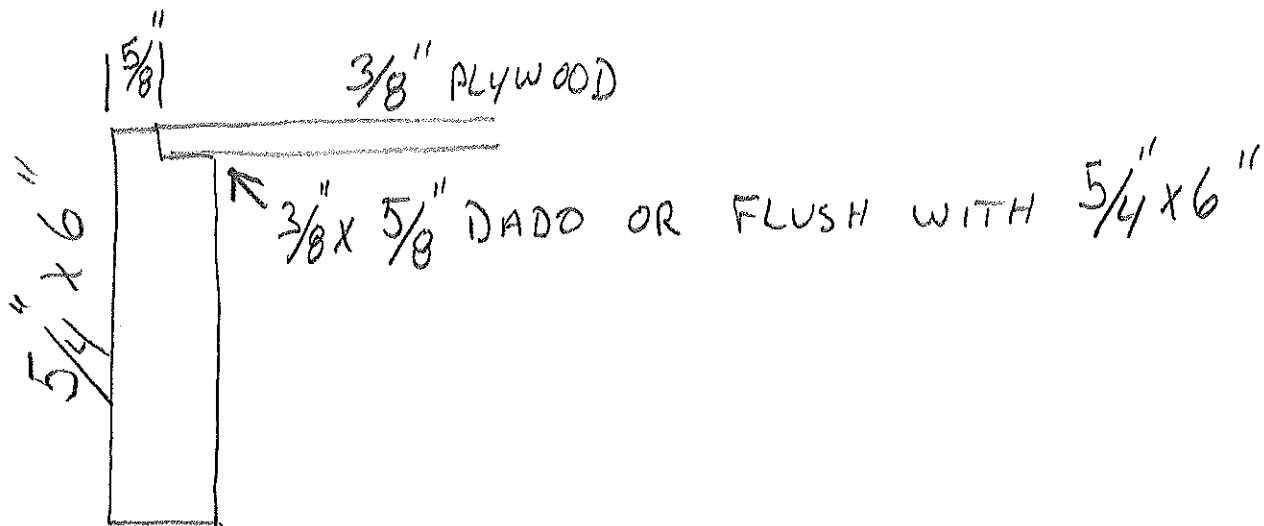 5/8"
3/8" PLYWOOD
3/8" X 5/8" DADO OR FLUSH WITH 5/4" X 6"
5/4" X 6"